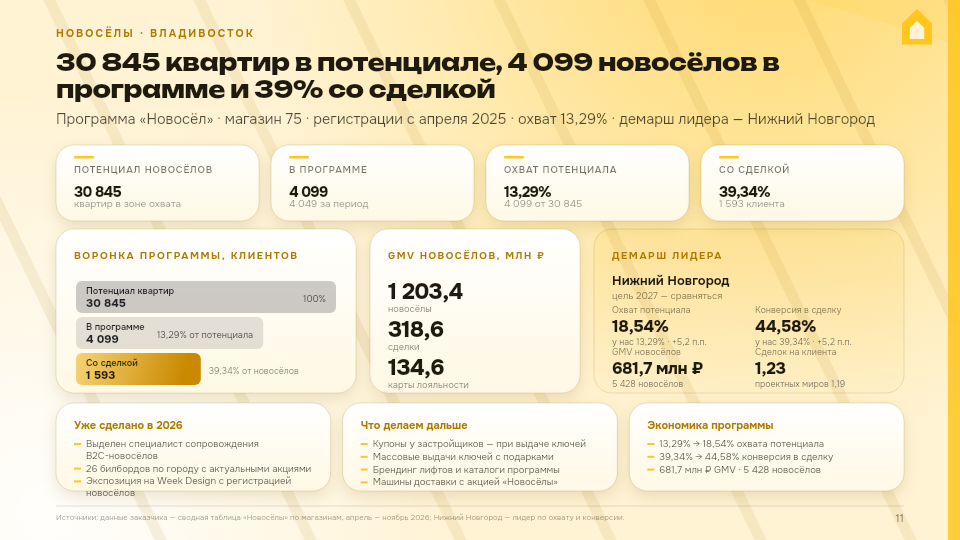 НОВОСЁЛЫ · ВЛАДИВОСТОК
30 845 квартир в потенциале, 4 099 новосёлов в
программе и 39% со сделкой
Программа «Новосёл» · магазин 75 · регистрации с апреля 2025 · охват 13,29% · демарш лидера — Нижний Новгород
ПОТЕНЦИАЛ НОВОСЁЛОВ
30 845
квартир в зоне охвата
В ПРОГРАММЕ
4 099
4 049 за период
ОХВАТ ПОТЕНЦИАЛА
13,29%
4 099 от 30 845
СО СДЕЛКОЙ
39,34%
1 593 клиента
ВОРОНКА ПРОГРАММЫ, КЛИЕНТОВ
Потенциал квартир
30 845
100%
В программе
4 099
13,29% от потенциала
Со сделкой
1 593
39,34% от новосёлов
GMV НОВОСЁЛОВ, МЛН ₽
1 203,4
новосёлы
318,6
сделки
134,6
карты лояльности
ДЕМАРШ ЛИДЕРА
Нижний Новгород
цель 2027 — сравняться
Охват потенциала
18,54%
у нас 13,29% · +5,2 п.п.
Конверсия в сделку
44,58%
у нас 39,34% · +5,2 п.п.
GMV новосёлов
681,7 млн ₽
5 428 новосёлов
Сделок на клиента
1,23
проектных миров 1,19
Уже сделано в 2026
Выделен специалист сопровождения
B2C-новосёлов
26 билбордов по городу с актуальными акциями
Экспозиция на Week Design с регистрацией
новосёлов
Что делаем дальше
Купоны у застройщиков — при выдаче ключей
Массовые выдачи ключей с подарками
Брендинг лифтов и каталоги программы
Машины доставки с акцией «Новосёлы»
Экономика программы
13,29% → 18,54% охвата потенциала
39,34% → 44,58% конверсия в сделку
681,7 млн ₽ GMV · 5 428 новосёлов
Источники: данные заказчика — сводная таблица «Новосёлы» по магазинам, апрель — ноябрь 2026; Нижний Новгород — лидер по охвату и конверсии.
11